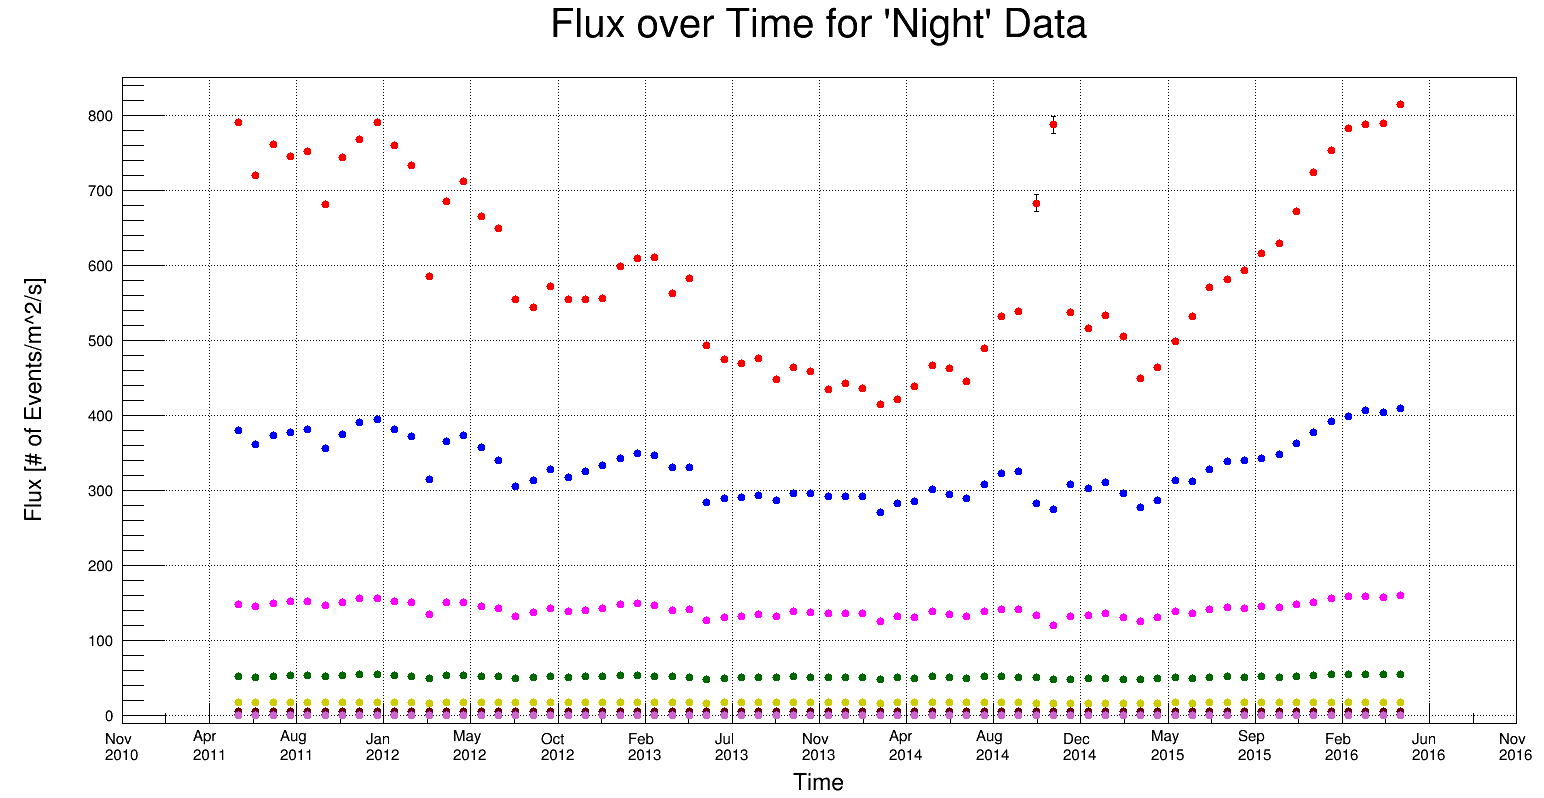 Flux over Time for 'Night' Data
Flux [# of Events/m^2/s]
800
700
600
500
400
300
200
100
0
Nov 2010
Apr 2011
Aug 2011
Jan 2012
May 2012
Oct 2012
Feb 2013
Jul 2013
Nov 2013
Apr 2014
Aug 2014
Dec 2014
May 2015
Sep 2015
Feb 2016
Jun 2016
Nov 2016
Time